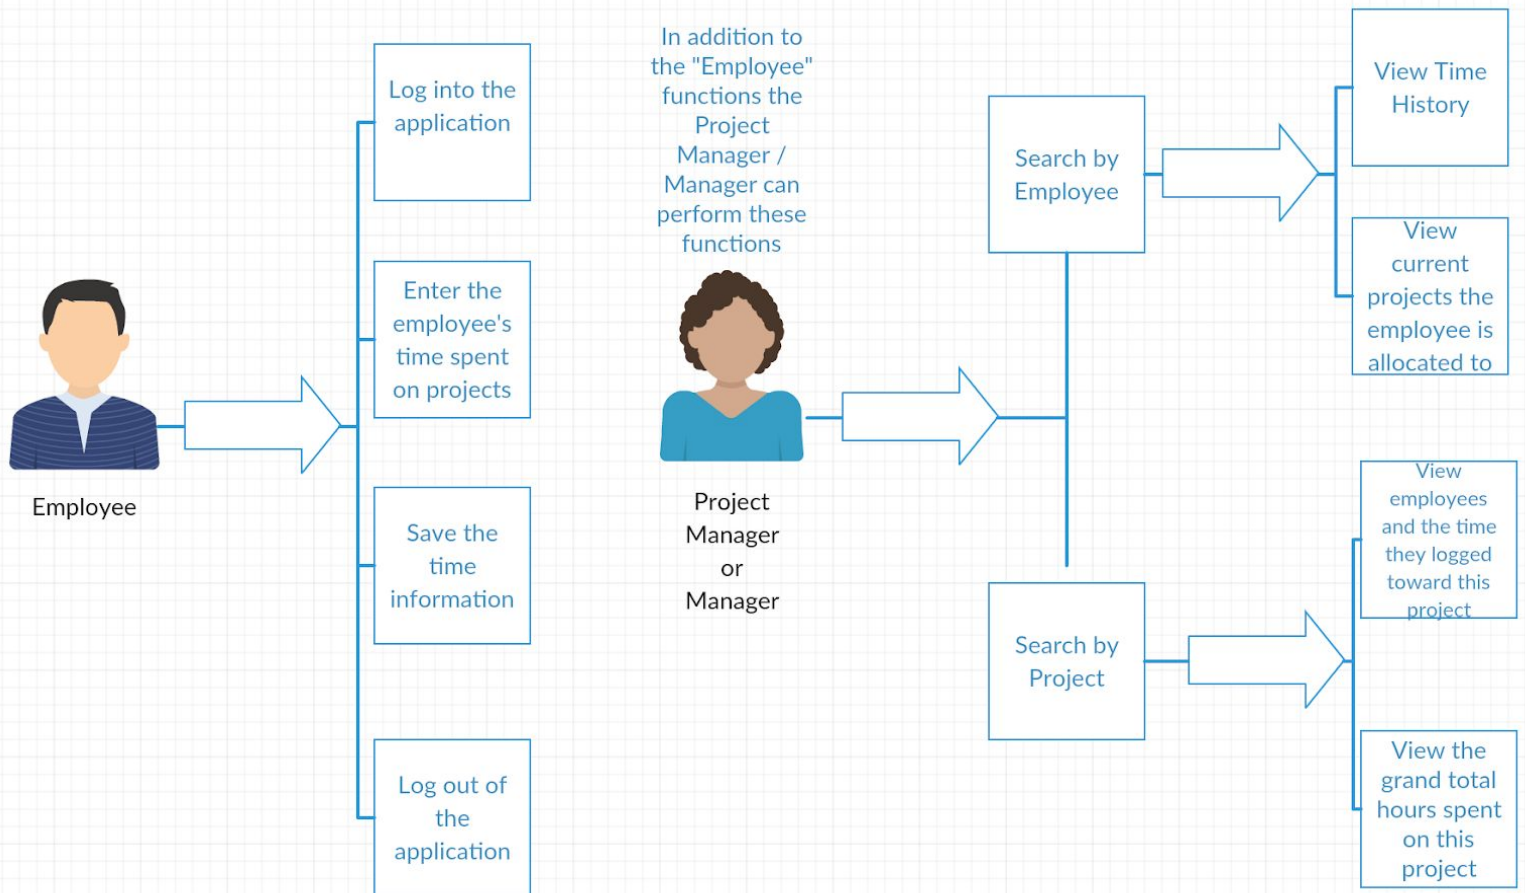 Log into the
application
Enter the
employee's
time spent
on projects
Save the
time
information
Log out of
the
application
Employee
In addition to
the "Employee"
functions the
Project
Manager /
Manager can
perform these
functions
Project
Manager
or
Manager
Search by
Employee
View Time
History
View
current
projects the
employee is
allocated to
Search by
Project
View
employees
and the time
they logged
toward this
project
View the
grand total
hours spent
on this
project